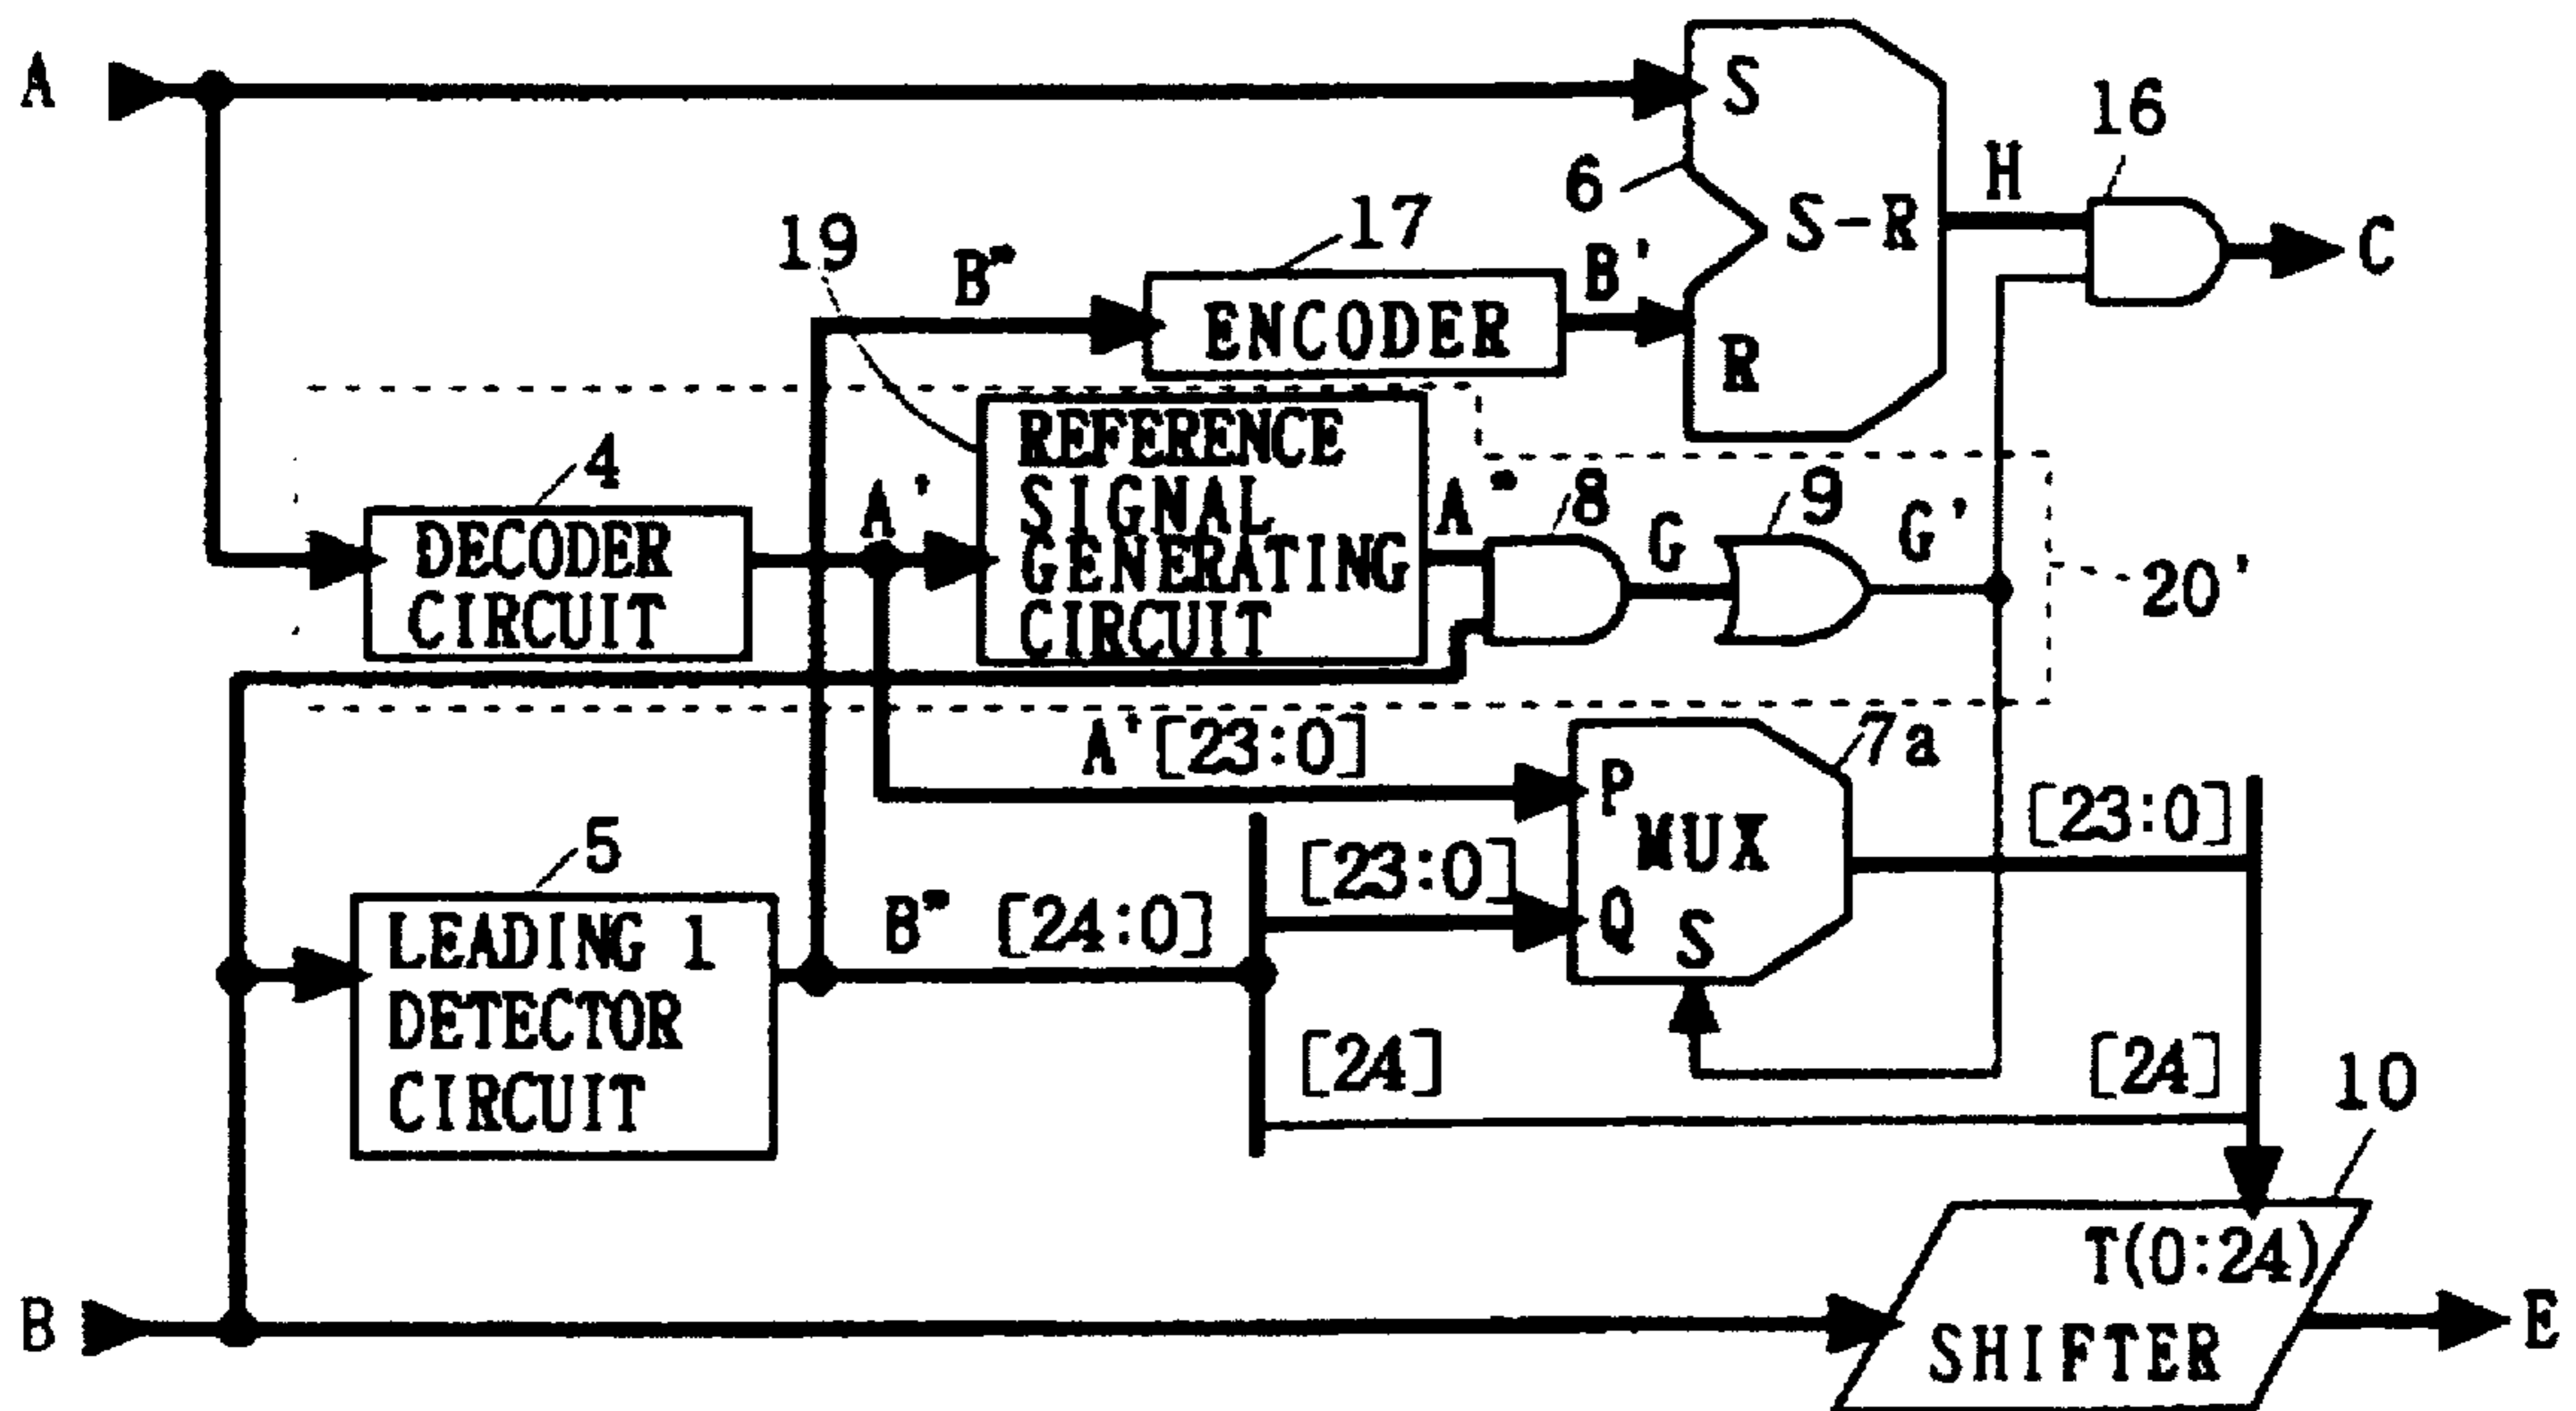 A
S
16
6
H
S-R
C
19
17
B"
B'
ENCODER
R
REFERENCE
SIGNAL
GENERATING
CIRCUIT
4
A'
A"
8
9
G
G'
DECODER
CIRCUIT
20'
A'[23:0]
7a
P
MUX
Q
S
[23:0]
[23:0]
5
LEADING 1
DETECTOR
CIRCUIT
B" [24:0]
[24]
[24]
10
T(0:24)
SHIFTER
B
E